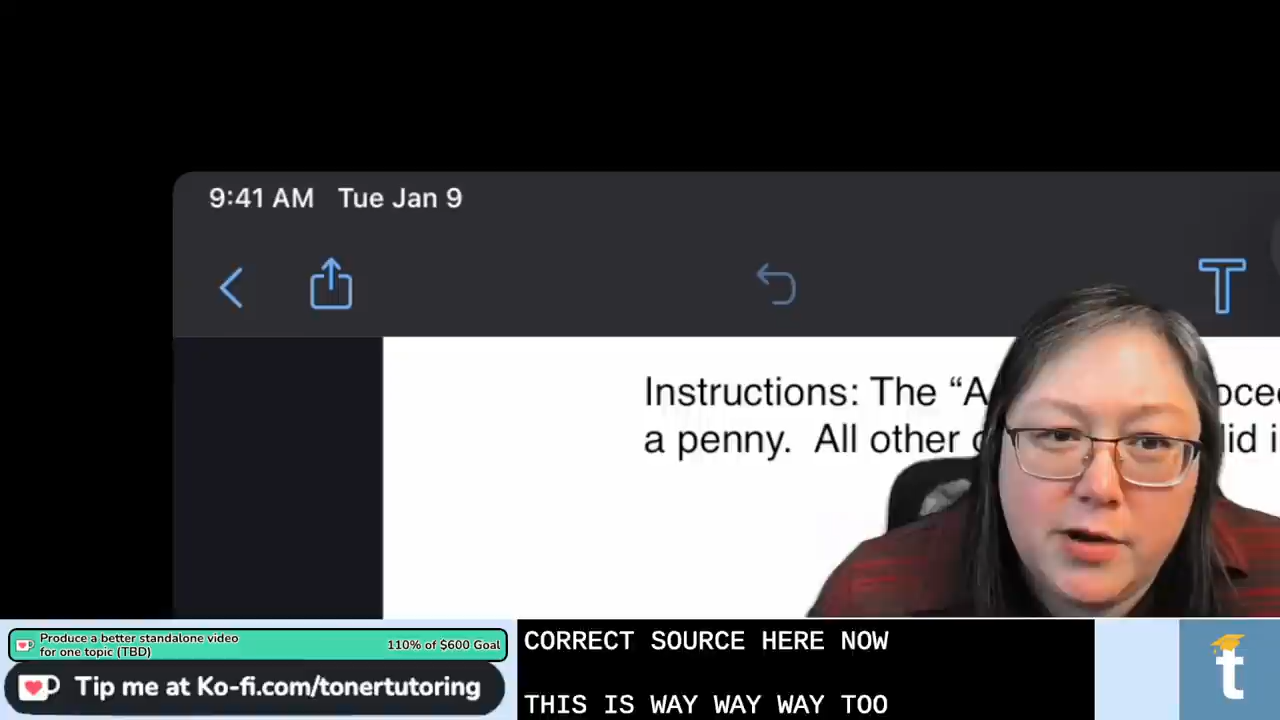 9:41 AM Tue Jan 9
T
Instructions: The “A
a penny. All other
Produce a better standalone video
for one topic (TBD)
110% of $600 Goal
Tip me at Ko-fi.com/tonertutoring
CORRECT SOURCE HERE NOW
THIS IS WAY WAY WAY TOO
t